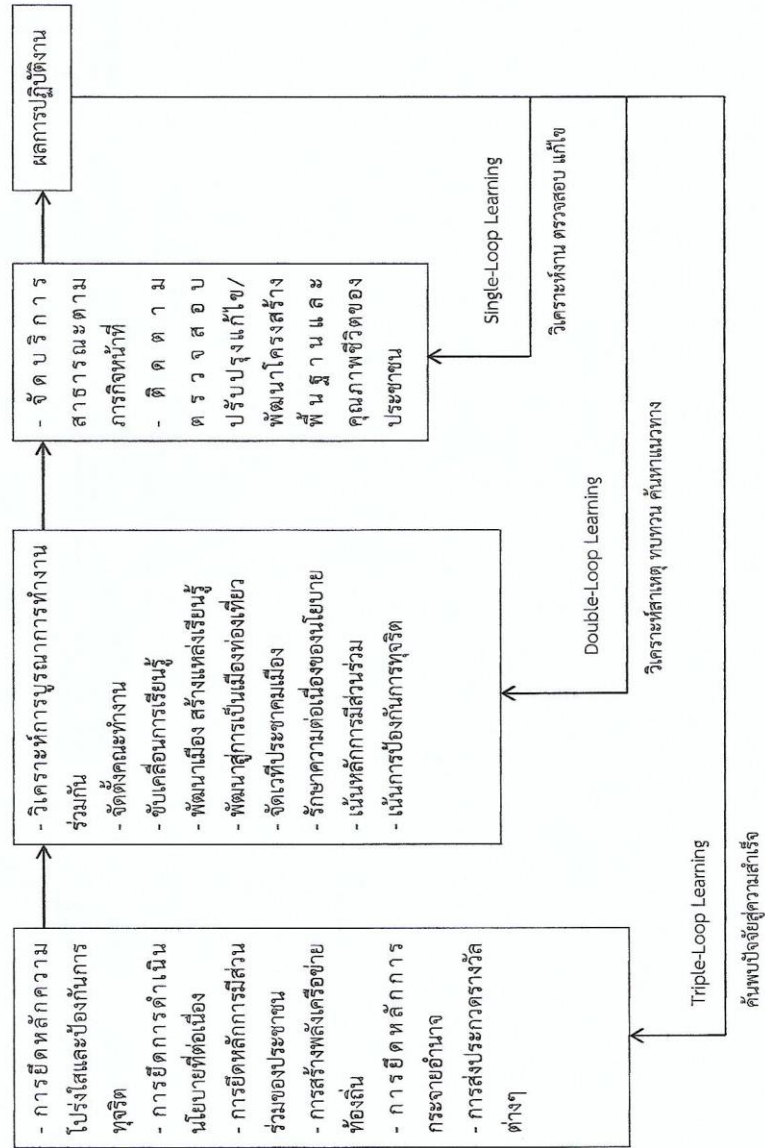 - การยึดหลักความ
โปร่งใสและป้องกันการ
ทุจริต
- การยึดการดำเนิน
นโยบายที่ต่อเนื่อง
- การยึดหลักการมีส่วน
ร่วมของประชาชน
- การสร้างพลังเครือข่าย
ท้องถิ่น
- การยึดหลักการ
กระจายอำนาจ
- การส่งประกวดรางวัล
ต่างๆ
- วิเคราะห์การบูรณาการทำงาน
ร่วมกัน
- จัดตั้งคณะทำงาน
- ขับเคลื่อนการเรียนรู้
- พัฒนาเมือง สร้างแหล่งเรียนรู้
- พัฒนาสู่การเป็นเมืองท่องเที่ยว
- จัดเวทีประชาคมเมือง
- รักษาความต่อเนื่องของนโยบาย
- เน้นหลักการมีส่วนร่วม
- เน้นการป้องกันการทุจริต
- จัดบริการ
สาธารณะตาม
ภารกิจหน้าที่
- ติดตาม
ตรวจสอบ
ปรับปรุงแก้ไข/
พัฒนาโครงสร้าง
พื้นฐานและ
คุณภาพชีวิตของ
ประชาชน
ผลการปฏิบัติงาน
Single-Loop Learning
วิเคราะห์งาน ตรวจสอบ แก้ไข
Double-Loop Learning
วิเคราะห์สาเหตุ ทบทวน ค้นหาแนวทาง
Triple-Loop Learning
ค้นพบปัจจัยสู่ความสำเร็จ